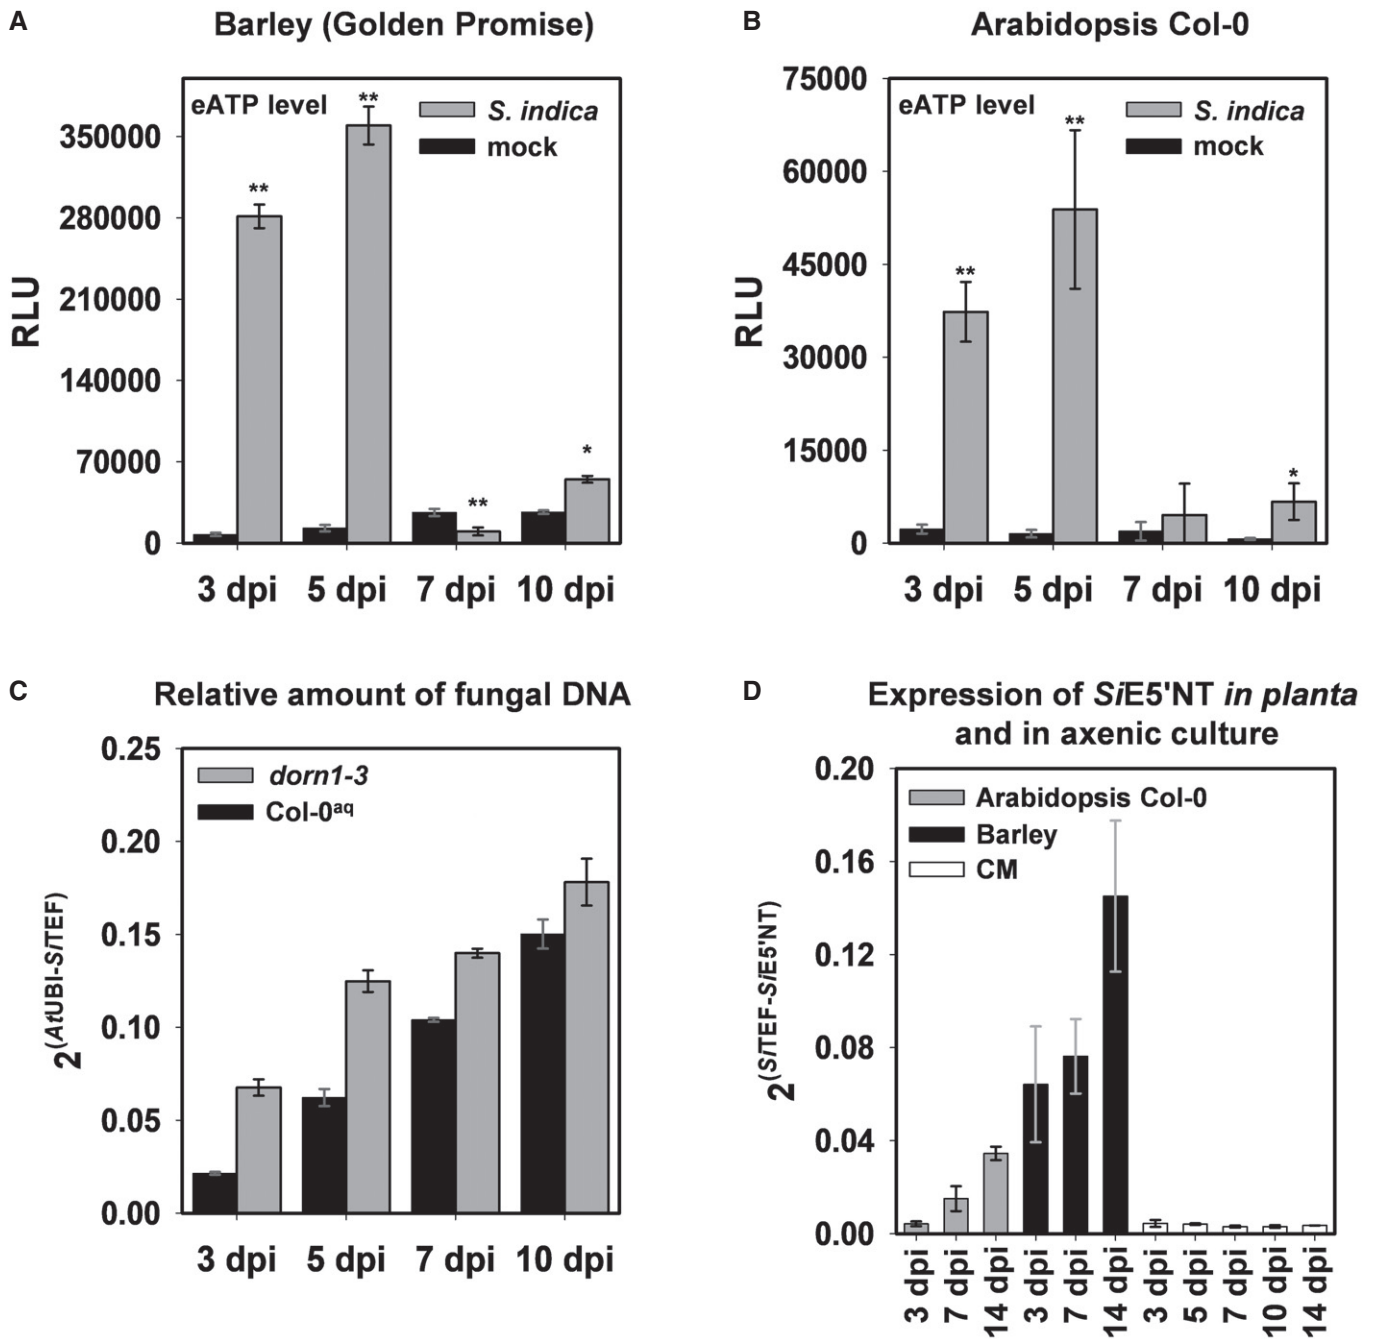 A
Barley (Golden Promise)
eATP level
S. indica
mock
**
**
**
*
350000
280000
210000
140000
70000
0
RLU
3 dpi
5 dpi
7 dpi
10 dpi
B
Arabidopsis Col-0
eATP level
S. indica
mock
**
**
*
75000
60000
45000
30000
15000
0
RLU
3 dpi
5 dpi
7 dpi
10 dpi
C
Relative amount of fungal DNA
dorn1-3
Col-0aq
0.25
0.20
0.15
0.10
0.05
0.00
2(AtUBI-SiTEF)
3 dpi
5 dpi
7 dpi
10 dpi
D
Expression of SiE5'NT in planta
and in axenic culture
Arabidopsis Col-0
Barley
CM
0.20
0.16
0.12
0.08
0.04
0.00
2(SiTEF-SiE5'NT)
3 dpi
7 dpi
14 dpi
3 dpi
7 dpi
14 dpi
3 dpi
5 dpi
7 dpi
10 dpi
14 dpi